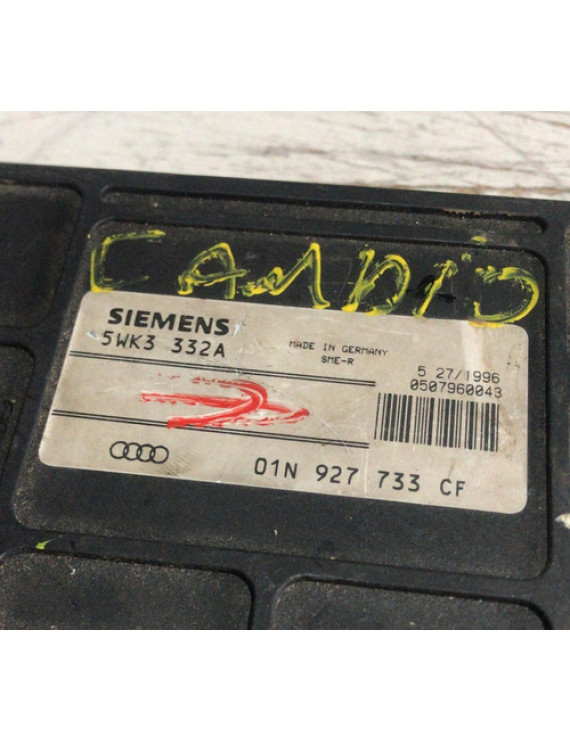 CAMBIO
SIEMENS
5WK3 332A
MADE IN GERMANY
SME-R
5 27/1996
0507960043
01N 927 733 CF